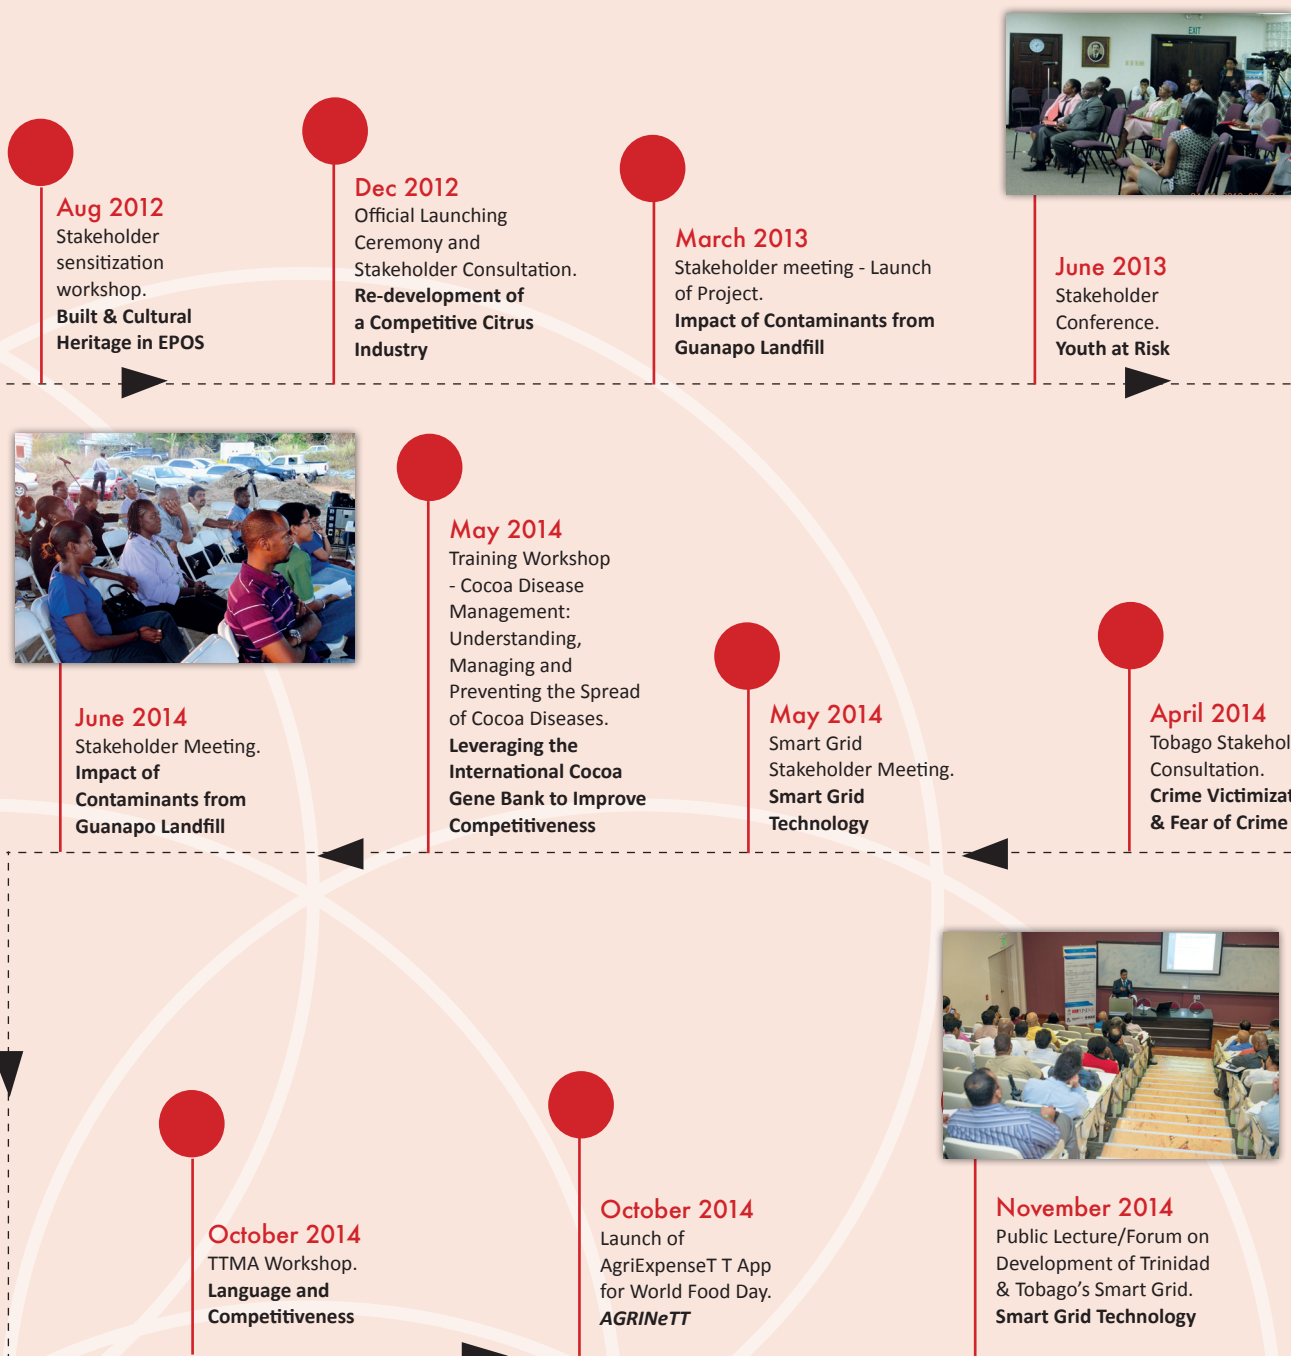 EXIT
Aug 2012
Stakeholder
sensitization
workshop.
Built & Cultural
Heritage in EPOS
Dec 2012
Official Launching
Ceremony and
Stakeholder Consultation.
Re-development of
a Competitive Citrus
Industry
March 2013
Stakeholder meeting - Launch
of Project.
Impact of Contaminants from
Guanapo Landfill
June 2013
Stakeholder
Conference.
Youth at Risk
June 2014
Stakeholder Meeting.
Impact of
Contaminants from
Guanapo Landfill
May 2014
Training Workshop
- Cocoa Disease
Management:
Understanding,
Managing and
Preventing the Spread
of Cocoa Diseases.
Leveraging the
International Cocoa
Gene Bank to Improve
Competitiveness
May 2014
Smart Grid
Stakeholder Meeting.
Smart Grid
Technology
April 2014
Tobago Stakehol
Consultation.
Crime Victimizat
& Fear of Crime
October 2014
TTMA Workshop.
Language and
Competitiveness
October 2014
Launch of
AgriExpenseT T App
for World Food Day.
AGRINeTT
November 2014
Public Lecture/Forum on
Development of Trinidad
& Tobago's Smart Grid.
Smart Grid Technology